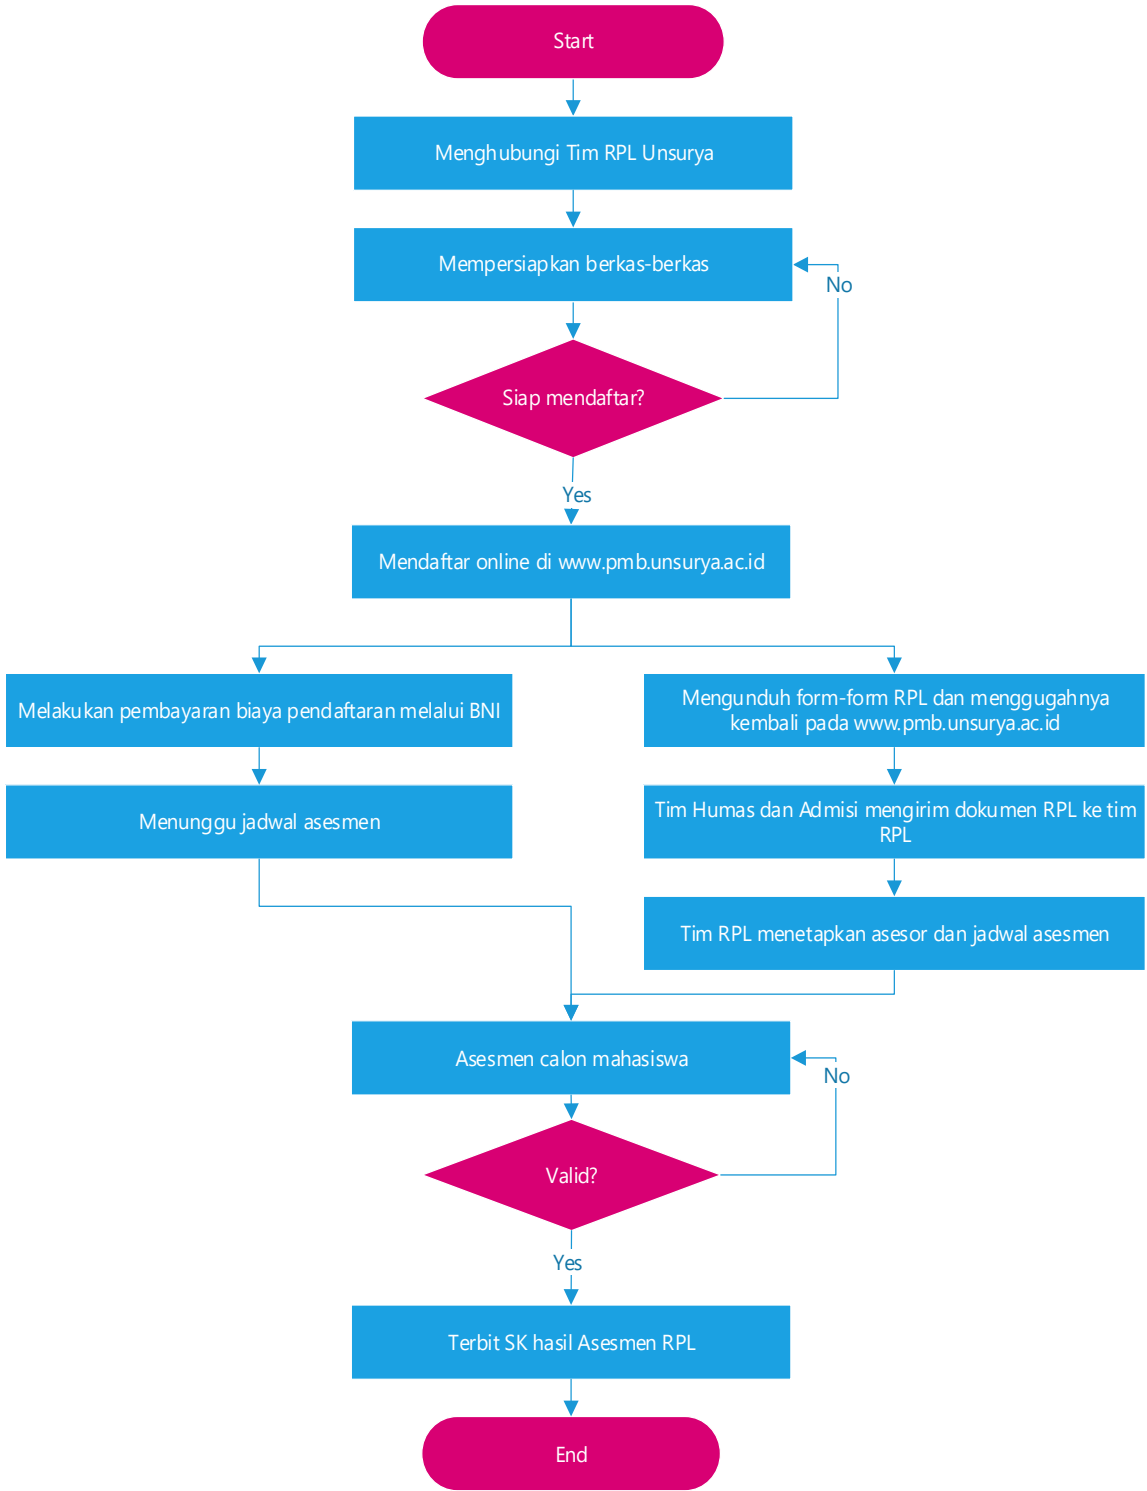 Start
Menghubungi Tim RPL Unsurya
Mempersiapkan berkas-berkas
No
Siap mendaftar?
Yes
Mendaftar online di www.pmb.unsurya.ac.id
Melakukan pembayaran biaya pendaftaran melalui BNI
Mengunduh form-form RPL dan menggugahnya
kembali pada www.pmb.unsurya.ac.id
Menunggu jadwal asesmen
Tim Humas dan Admisi mengirim dokumen RPL ke tim
RPL
Tim RPL menetapkan asesor dan jadwal asesmen
Asesmen calon mahasiswa
No
Valid?
Yes
Terbit SK hasil Asesmen RPL
End